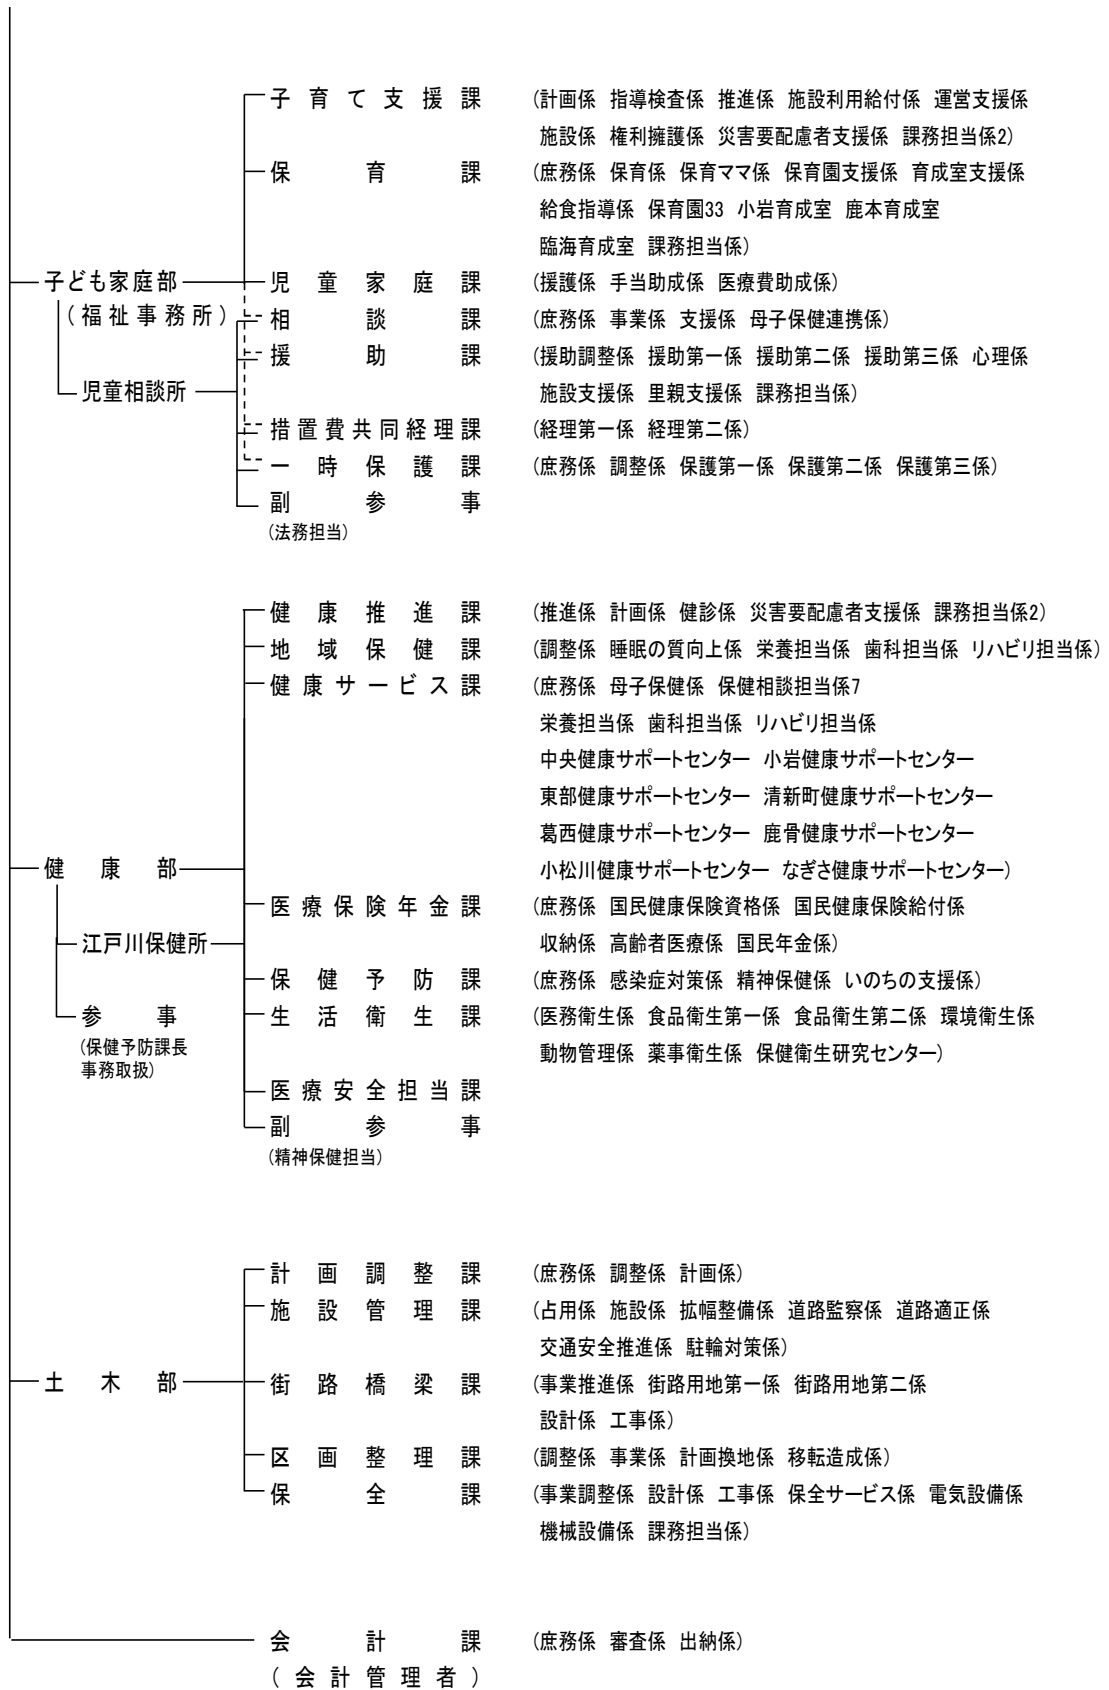 子育て支援課 (計画係 指導検査係 推進係 施設利用給付係 運営支援係
施設係 権利擁護係 災害要配慮者支援係 課務担当係2)
保育課 (庶務係 保育係 保育ママ係 保育園支援係 育成室支援係
給食指導係 保育園33 小岩育成室 鹿本育成室
臨海育成室 課務担当係)
子ども家庭部 児童家庭課 (援護係 手当助成係 医療費助成係)
(福祉事務所) 相談課 (庶務係 事業係 支援係 母子保健連携係)
援助課 (援助調整係 援助第一係 援助第二係 援助第三係 心理係
児童相談所 施設支援係 里親支援係 課務担当係)
措置費共同経理課 (経理第一係 経理第二係)
一時保護課 (庶務係 調整係 保護第一係 保護第二係 保護第三係)
副参事
(法務担当)
健康推進課 (推進係 計画係 健診係 災害要配慮者支援係 課務担当係2)
地域保健課 (調整係 睡眠の質向上係 栄養担当係 歯科担当係 リハビリ担当係)
健康サービス課 (庶務係 母子保健係 保健相談担当係7
栄養担当係 歯科担当係 リハビリ担当係
中央健康サポートセンター 小岩健康サポートセンター
東部健康サポートセンター 清新町健康サポートセンター
葛西健康サポートセンター 鹿骨健康サポートセンター
健康部 小松川健康サポートセンター なぎさ健康サポートセンター)
医療保険年金課 (庶務係 国民健康保険資格係 国民健康保険給付係
江戸川保健所 収納係 高齢者医療係 国民年金係)
保健予防課 (庶務係 感染症対策係 精神保健係 いのちの支援係)
参事 生活衛生課 (医務衛生係 食品衛生第一係 食品衛生第二係 環境衛生係
(保健予防課長 動物管理係 薬事衛生係 保健衛生研究センター)
事務取扱)
医療安全担当課
副参事
(精神保健担当)
計画調整課 (庶務係 調整係 計画係)
施設管理課 (占用係 施設係 拡幅整備係 道路監察係 道路適正係
交通安全推進係 駐輪対策係)
土木部 街路橋梁課 (事業推進係 街路用地第一係 街路用地第二係
設計係 工事係)
区画整理課 (調整係 事業係 計画換地係 移転造成係)
保全課 (事業調整係 設計係 工事係 保全サービス係 電気設備係
機械設備係 課務担当係)
会計課 (庶務係 審査係 出納係)
(会計管理者)